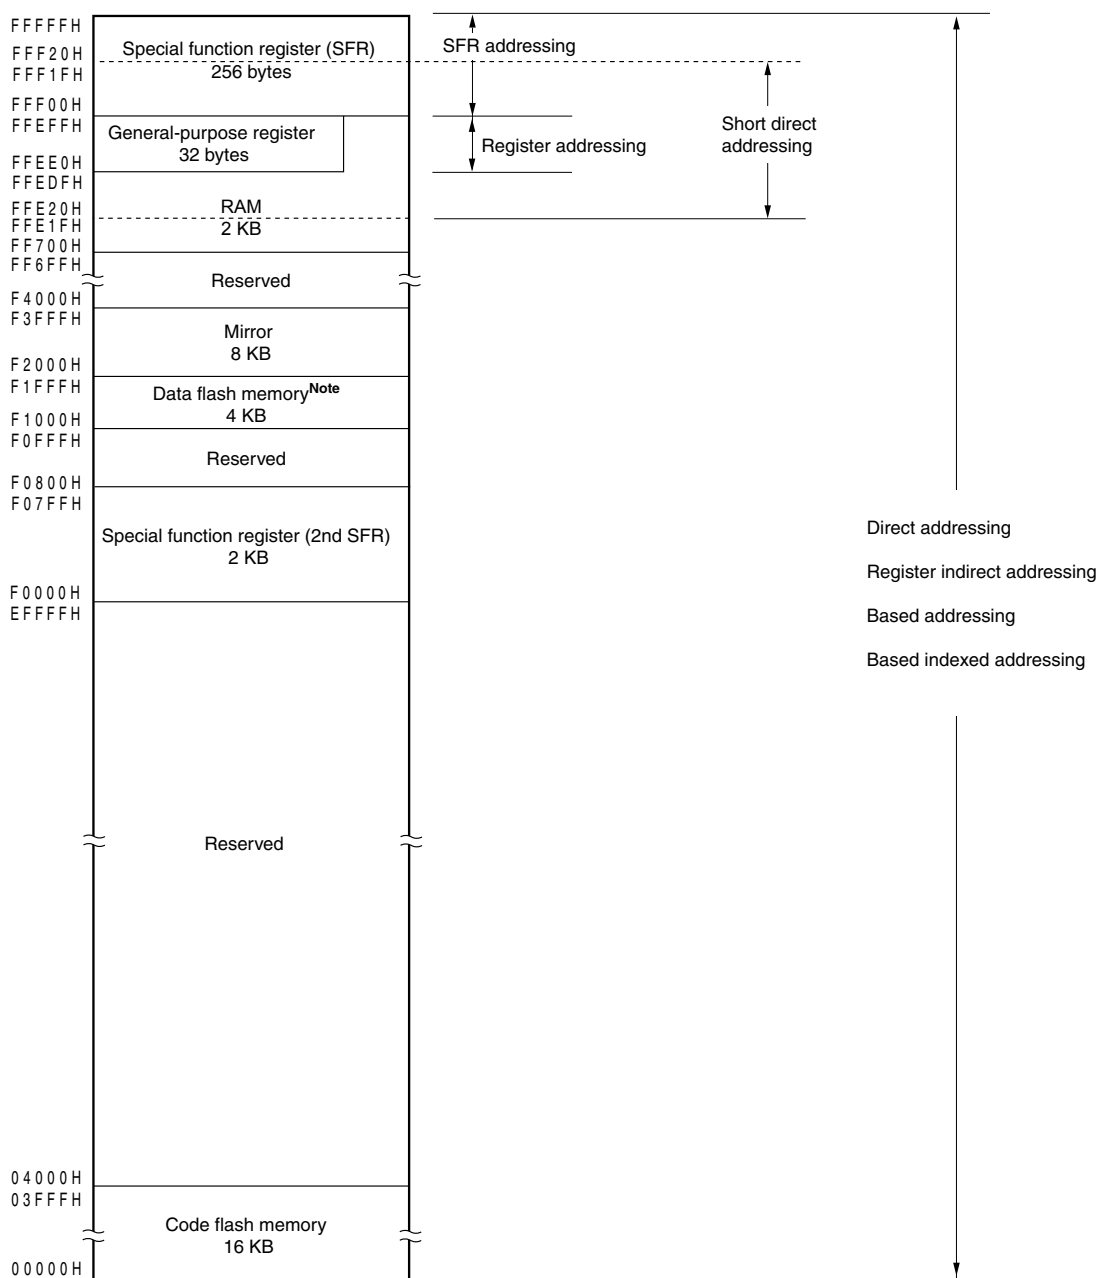 FFFFFH
FFF20H
FFF1FH
FFF00H
FFEFFH
FFEE0H
FFEDFH
FFE20H
FFE1FH
FF700H
FF6FFH
F4000H
F3FFFH
F2000H
F1FFFH
F1000H
F0FFFH
F0800H
F07FFH
F0000H
EFFFFH
04000H
03FFFH
00000H
Special function register (SFR)
256 bytes
General-purpose register
32 bytes
RAM
2 KB
Reserved
Mirror
8 KB
Data flash memoryNote
4 KB
Reserved
Special function register (2nd SFR)
2 KB
Reserved
Code flash memory
16 KB
SFR addressing
Register addressing
Short direct
addressing
Direct addressing
Register indirect addressing
Based addressing
Based indexed addressing